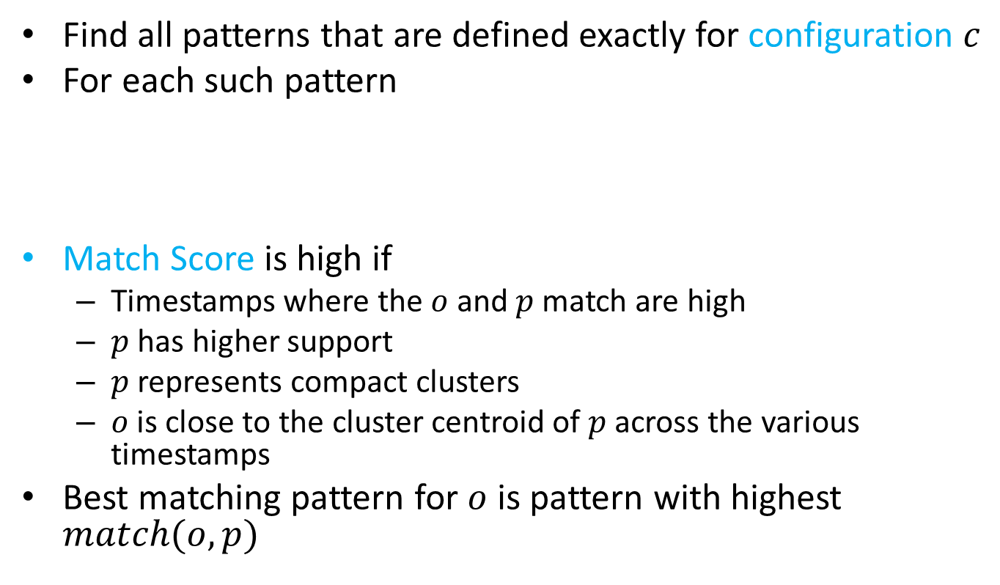 • Find all patterns that are defined exactly for configuration c
• For each such pattern
• Match Score is high if
– Timestamps where the o and p match are high
– p has higher support
– p represents compact clusters
– o is close to the cluster centroid of p across the various
timestamps
• Best matching pattern for o is pattern with highest
match(o, p)